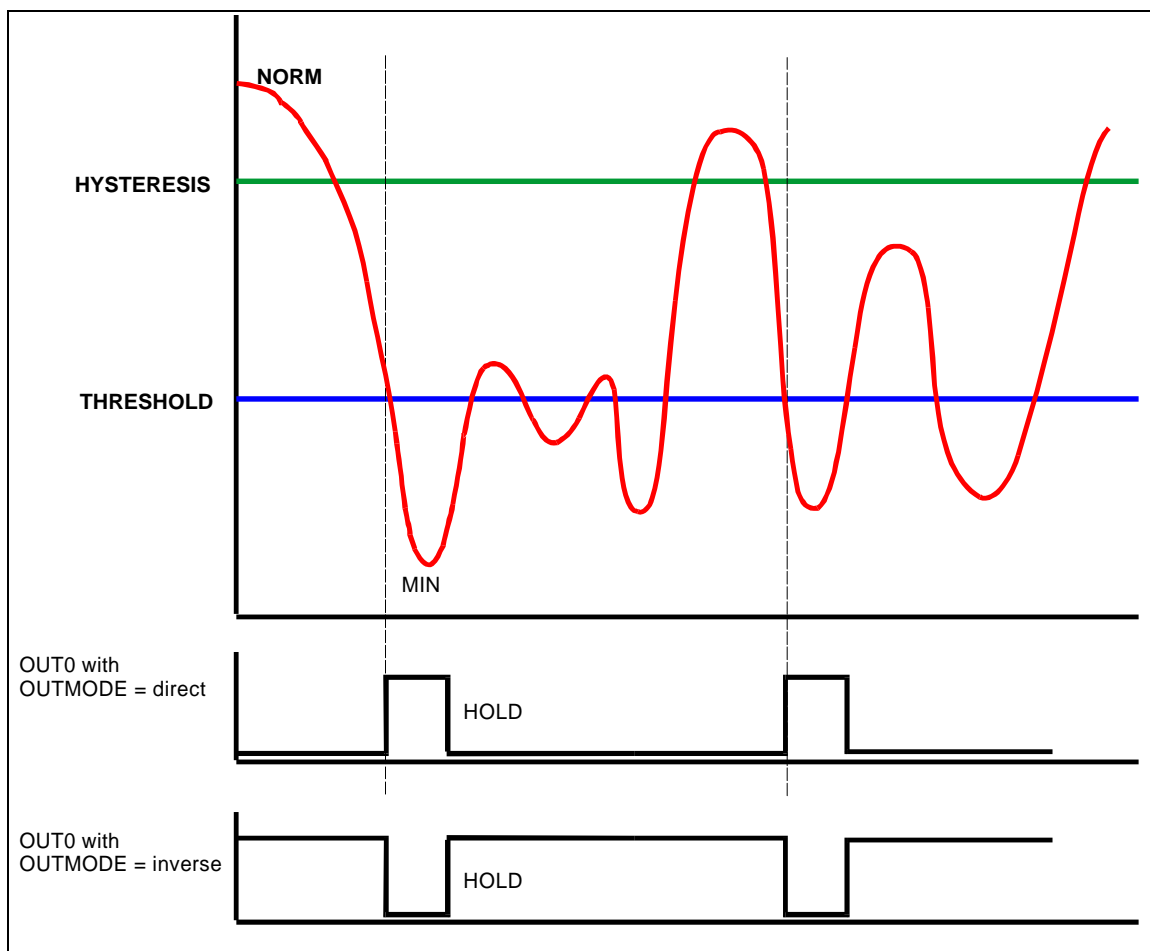 NORM
HYSTERESIS
THRESHOLD
MIN
OUT0 with
OUTMODE = direct
HOLD
OUT0 with
OUTMODE = inverse
HOLD